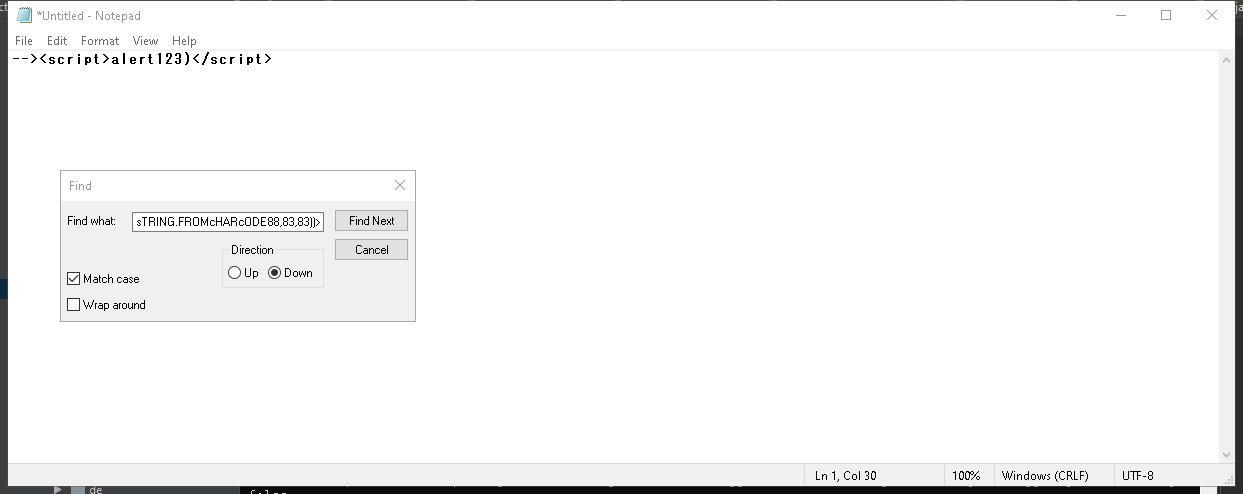 *Untitled - Notepad
File Edit Format View Help
--><script>alert123)</script>
Find
Find what: sTRING.FROMcHARcODE88,83,83))> Find Next
Direction Cancel
Up Down
Match case
Wrap around
Ln 1, Col 30 100% Windows (CRLF) UTF-8
de